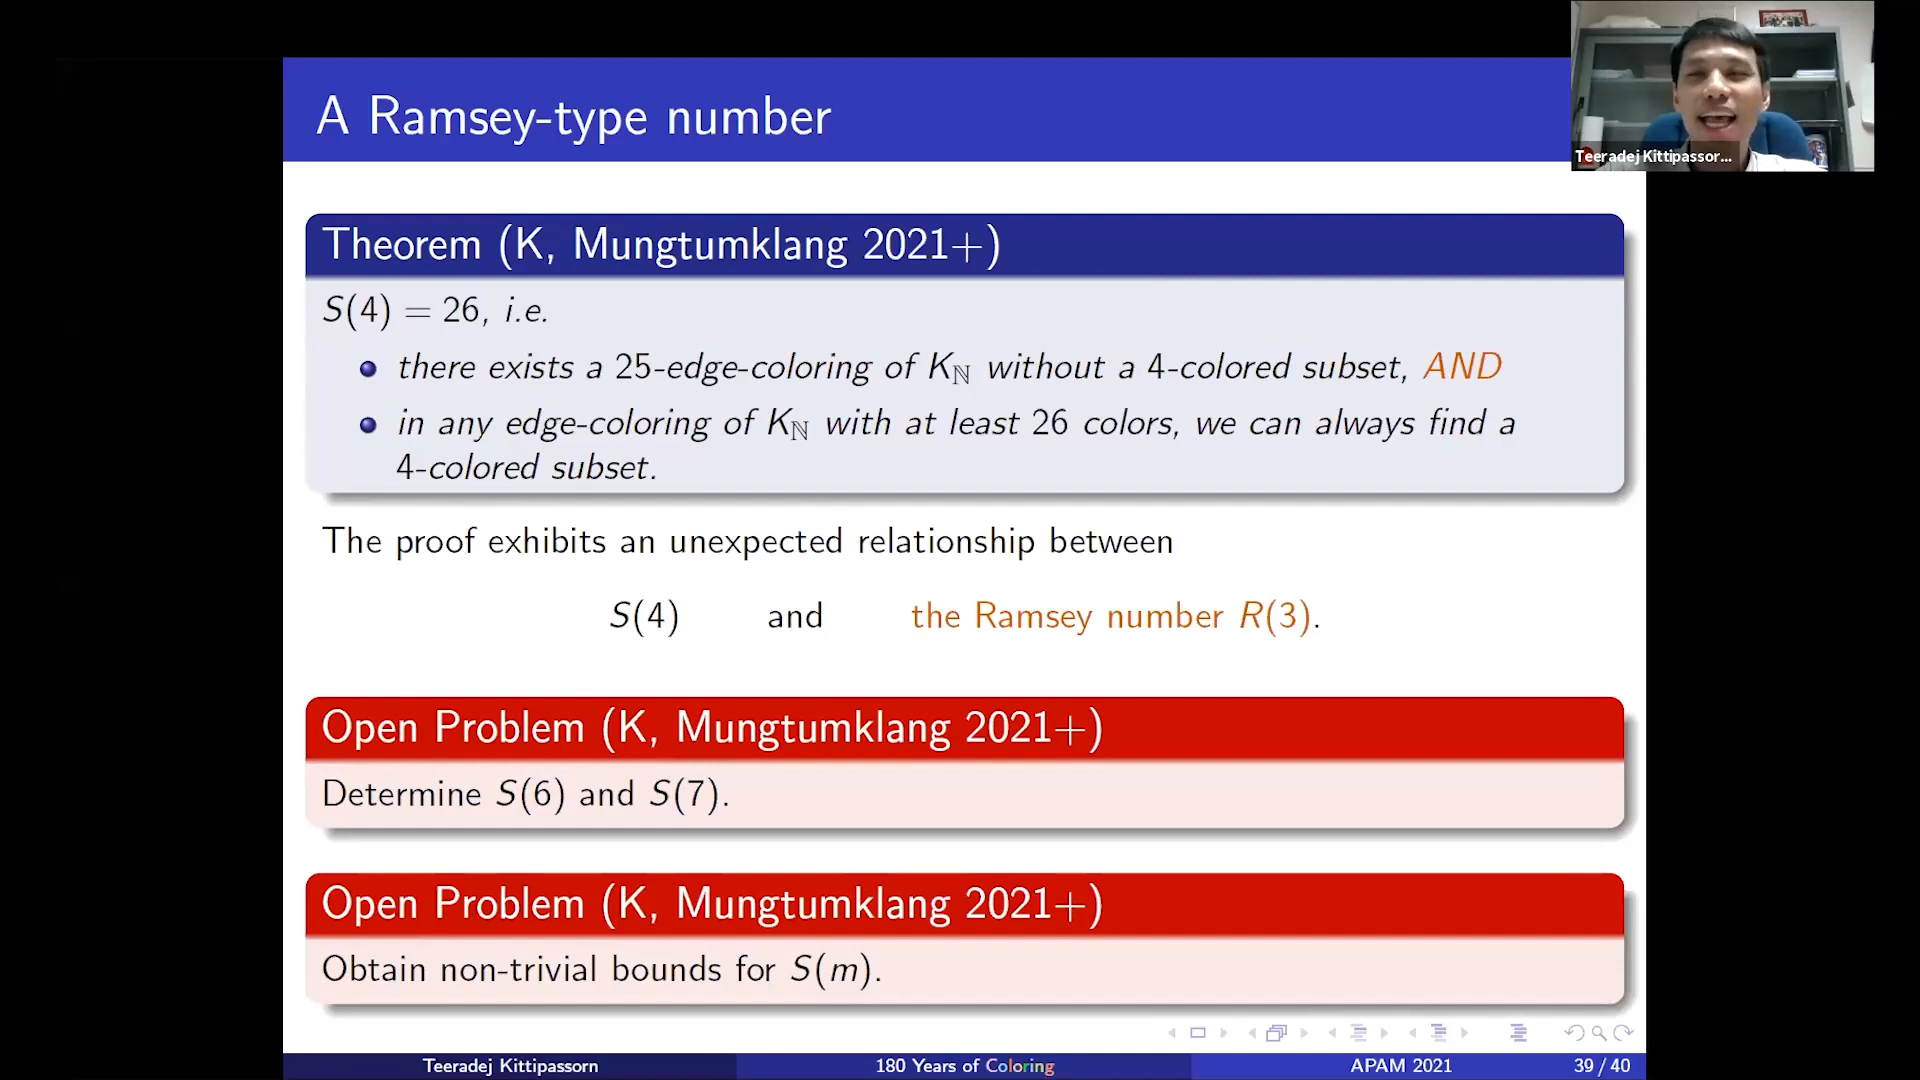 A Ramsey-type number
Teeradej Kittipassor...
Theorem (K, Mungtumklang 2021+)
S(4) = 26, i.e.
there exists a 25-edge-coloring of Kℕ without a 4-colored subset, AND
in any edge-coloring of Kℕ with at least 26 colors, we can always find a
4-colored subset.
The proof exhibits an unexpected relationship between
S(4) and the Ramsey number R(3).
Open Problem (K, Mungtumklang 2021+)
Determine S(6) and S(7).
Open Problem (K, Mungtumklang 2021+)
Obtain non-trivial bounds for S(m).
Teeradej Kittipassorn 180 Years of Coloring APAM 2021 39 / 40